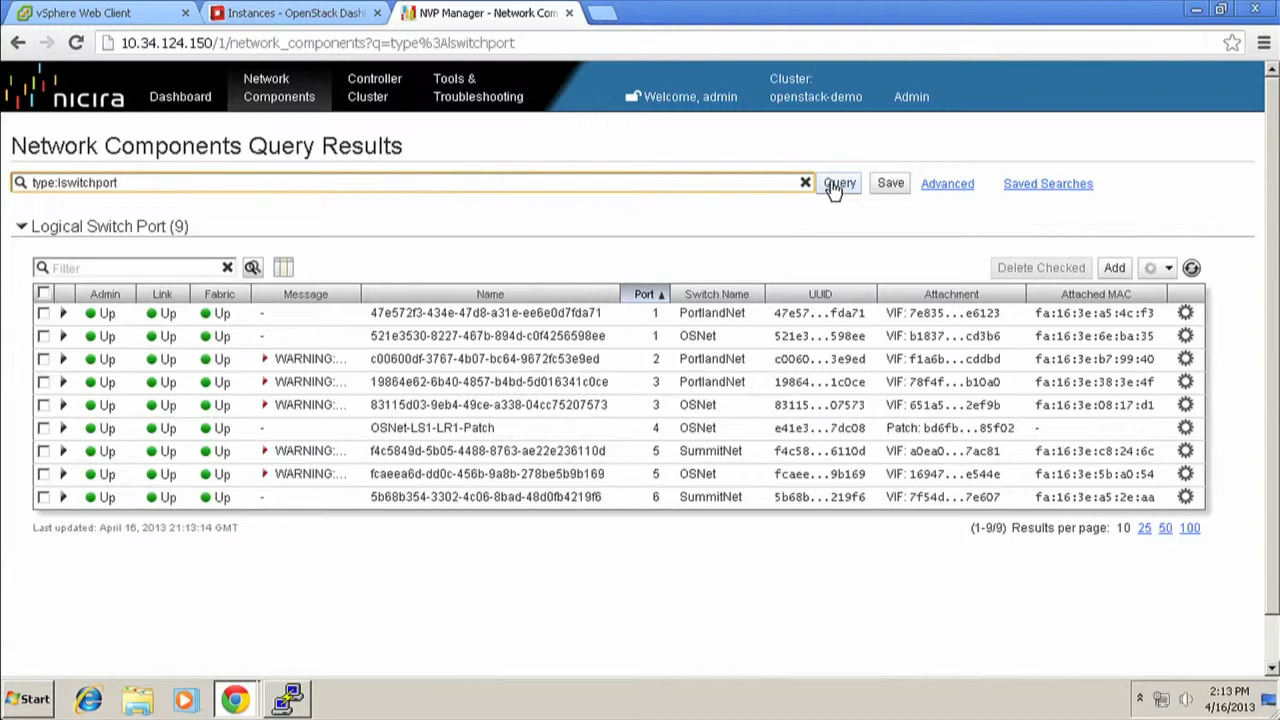 vSphere Web Client
Instances - OpenStack Dash
NVP Manager - Network Com
10.34.124.150/1/network_components?q=type%3Alswitchport
nicira
Dashboard
Network Components
Controller Cluster
Tools & Troubleshooting
Welcome, admin
Cluster: openstack-demo
Admin
Network Components Query Results
type:lswitchport
Query
Save
Advanced
Saved Searches
Logical Switch Port (9)
Filter
Delete Checked
Add
Admin Link Fabric Message Name Port Switch Name UUID Attachment Attached MAC
Up Up Up - 47e572f3-434e-47d8-a31e-ee6e0d7fda71 1 PortlandNet 47e57...fda71 VIF: 7e835...e6123 fa:16:3e:a5:4c:f3
Up Up Up - 521e3530-8227-467b-894d-c0f4256598ee 1 OSNet 521e3...598ee VIF: b1837...cd3b6 fa:16:3e:6e:ba:35
Up Up Up WARNING:... c00600df-3767-4b07-bc64-9672fc53e9ed 2 PortlandNet c0060...3e9ed VIF: f1a6b...cddbd fa:16:3e:b7:99:40
Up Up Up WARNING:... 19864e62-6b40-4857-b4bd-5d016341c0ce 3 PortlandNet 19864...1c0ce VIF: 78f4f...b10a0 fa:16:3e:38:3e:4f
Up Up Up WARNING:... 83115d03-9eb4-49ce-a338-04cc75207573 3 OSNet 83115...07573 VIF: 651a5...2ef9b fa:16:3e:08:17:d1
Up Up Up - OSNet-LS1-LR1-Patch 4 OSNet e41e3...7dc08 Patch: bd6fb...85f02 -
Up Up Up WARNING:... f4c5849d-5b05-4488-8763-ae22e236110d 5 SummitNet f4c58...6110d VIF: a0ea0...7ac81 fa:16:3e:c8:24:6c
Up Up Up WARNING:... fcaeea6d-dd0c-456b-9a8b-278be5b9b169 5 OSNet fcaee...9b169 VIF: 16947...e544e fa:16:3e:5b:a0:54
Up Up Up - 5b68b354-3302-4c06-8bad-48d0fb4219f6 6 SummitNet 5b68b...219f6 VIF: 7f54d...7e607 fa:16:3e:a5:2e:aa
Last updated: April 16, 2013 21:13:14 GMT
(1-9/9) Results per page: 10 25 50 100
Start
2:13 PM
4/16/2013